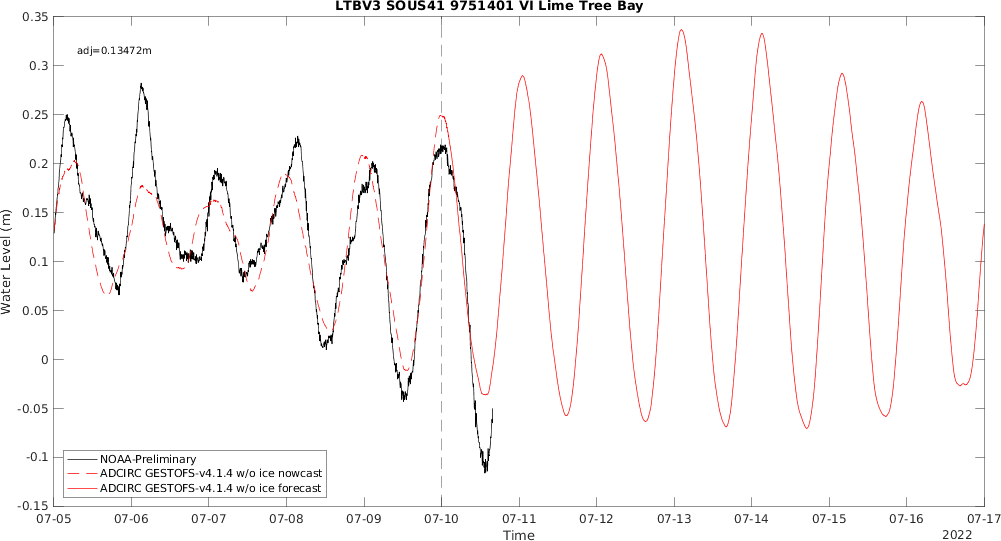 LTBV3 SOUS41 9751401 VI Lime Tree Bay
0.35
adj=0.13472m
0.3
0.25
0.2
0.15
0.1
0.05
0
-0.05
-0.1
-0.15
Water Level (m)
NOAA-Preliminary
ADCIRC GESTOFS-v4.1.4 w/o ice nowcast
ADCIRC GESTOFS-v4.1.4 w/o ice forecast
07-05 07-06 07-07 07-08 07-09 07-10 07-11 07-12 07-13 07-14 07-15 07-16 07-17
Time
2022